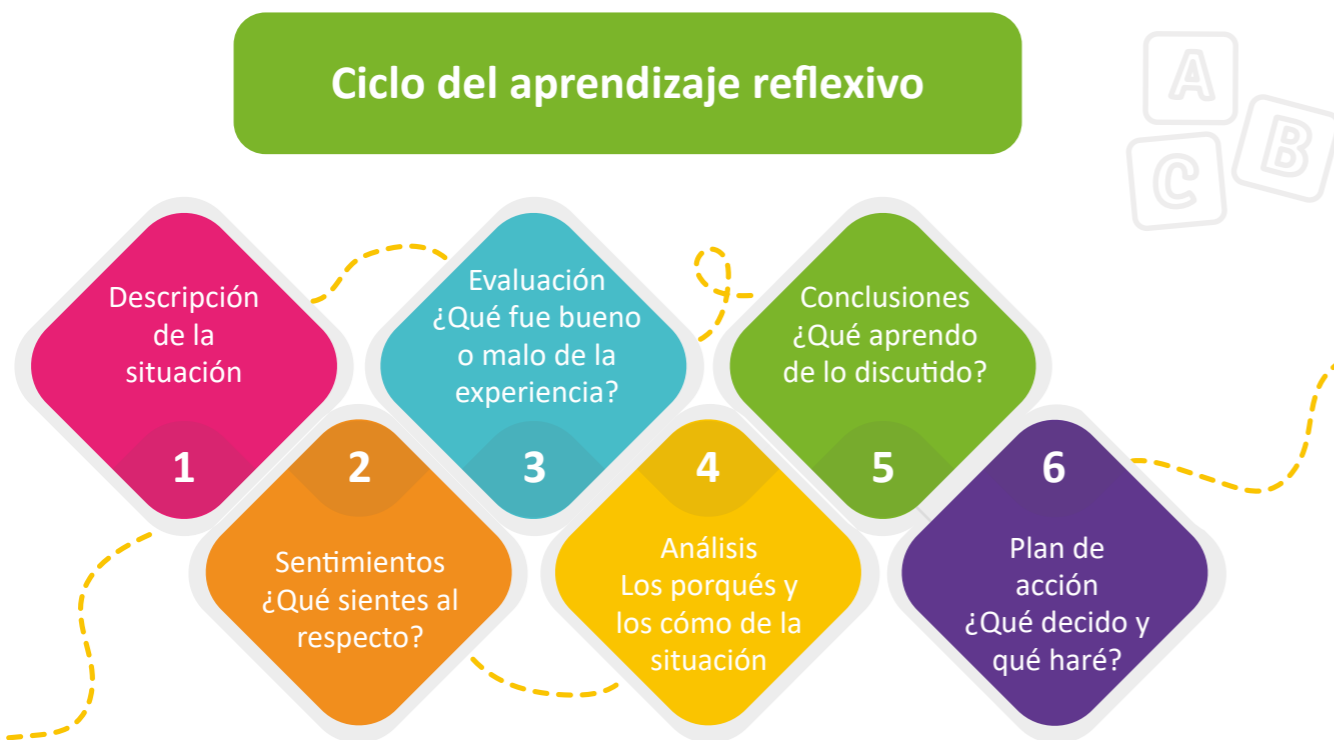 Ciclo del aprendizaje reflexivo
A
B
C
Descripción
de la
situación
1
2
Sentimientos
¿Qué sientes al
respecto?
Evaluación
¿Qué fue bueno
o malo de la
experiencia?
3
4
Análisis
Los porqués y
los cómo de la
situación
Conclusiones
¿Qué aprendo
de lo discutido?
5
6
Plan de
acción
¿Qué decido y
qué haré?